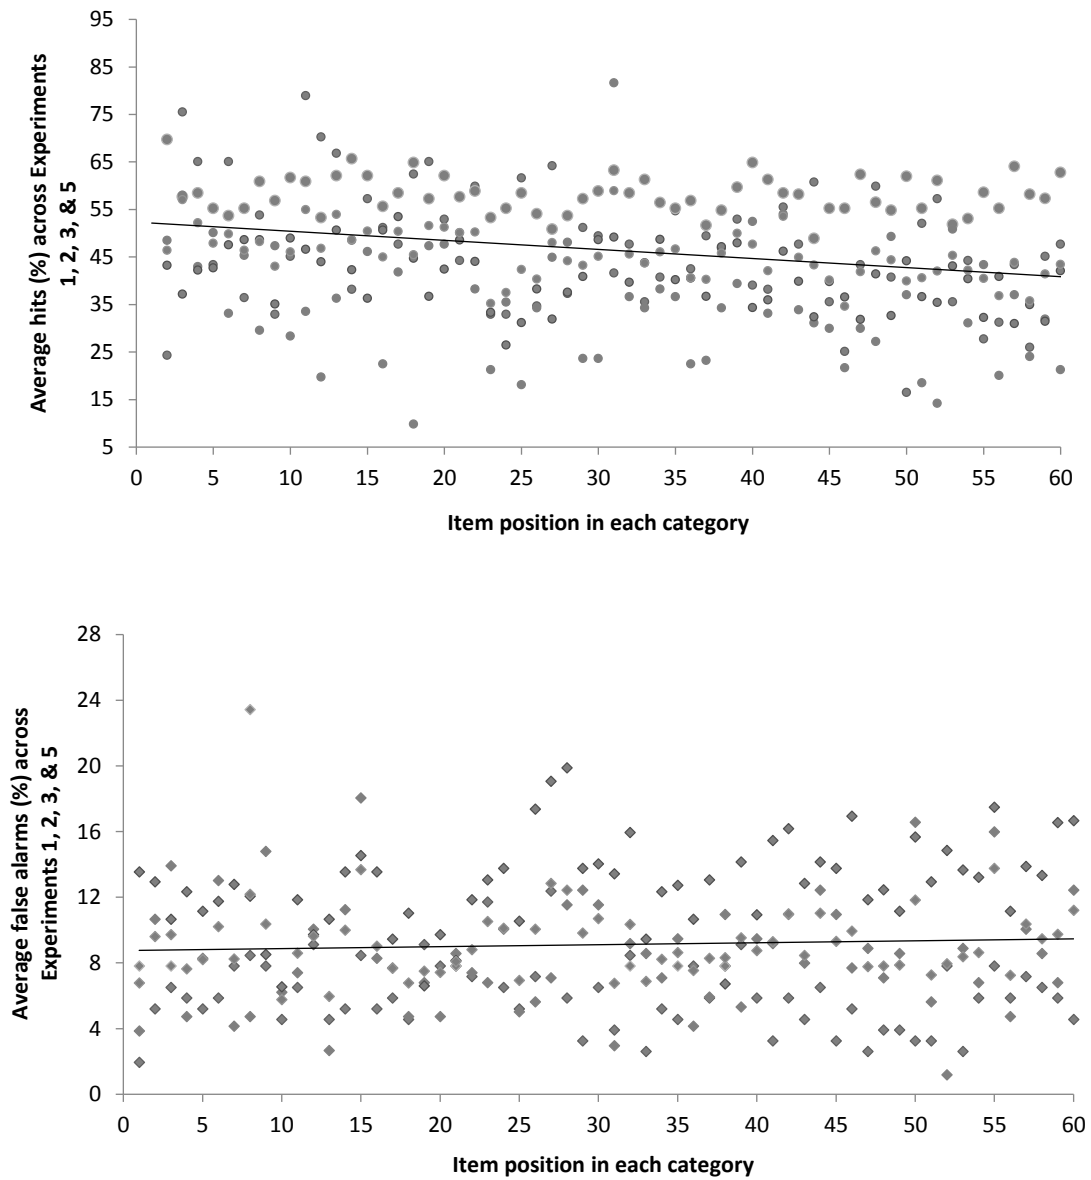 95
85
75
65
55
45
35
25
15
5
0 5 10 15 20 25 30 35 40 45 50 55 60
Average hits (%) across Experiments
1, 2, 3, & 5
Item position in each category
28
24
20
16
12
8
4
0
0 5 10 15 20 25 30 35 40 45 50 55 60
Average false alarms (%) across
Experiments 1, 2, 3, & 5
Item position in each category